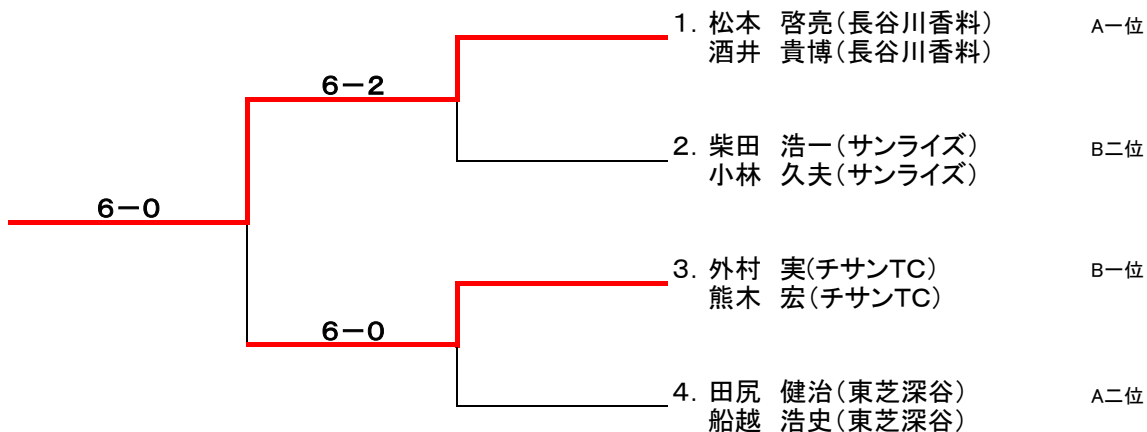 1. 松本 啓亮(長谷川香料) A一位
酒井 貴博(長谷川香料)
6-2
2. 柴田 浩一(サンライズ) B二位
小林 久夫(サンライズ)
6-0
3. 外村 実(チサンTC) B一位
熊木 宏(チサンTC)
6-0
4. 田尻 健治(東芝深谷) A二位
船越 浩史(東芝深谷)